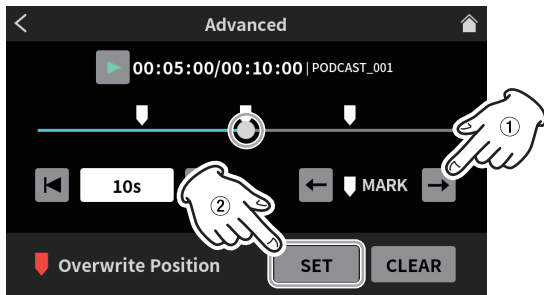 Advanced
00:05:00/00:10:00 | PODCAST_001
①
10s
MARK
②
Overwrite Position
SET
CLEAR